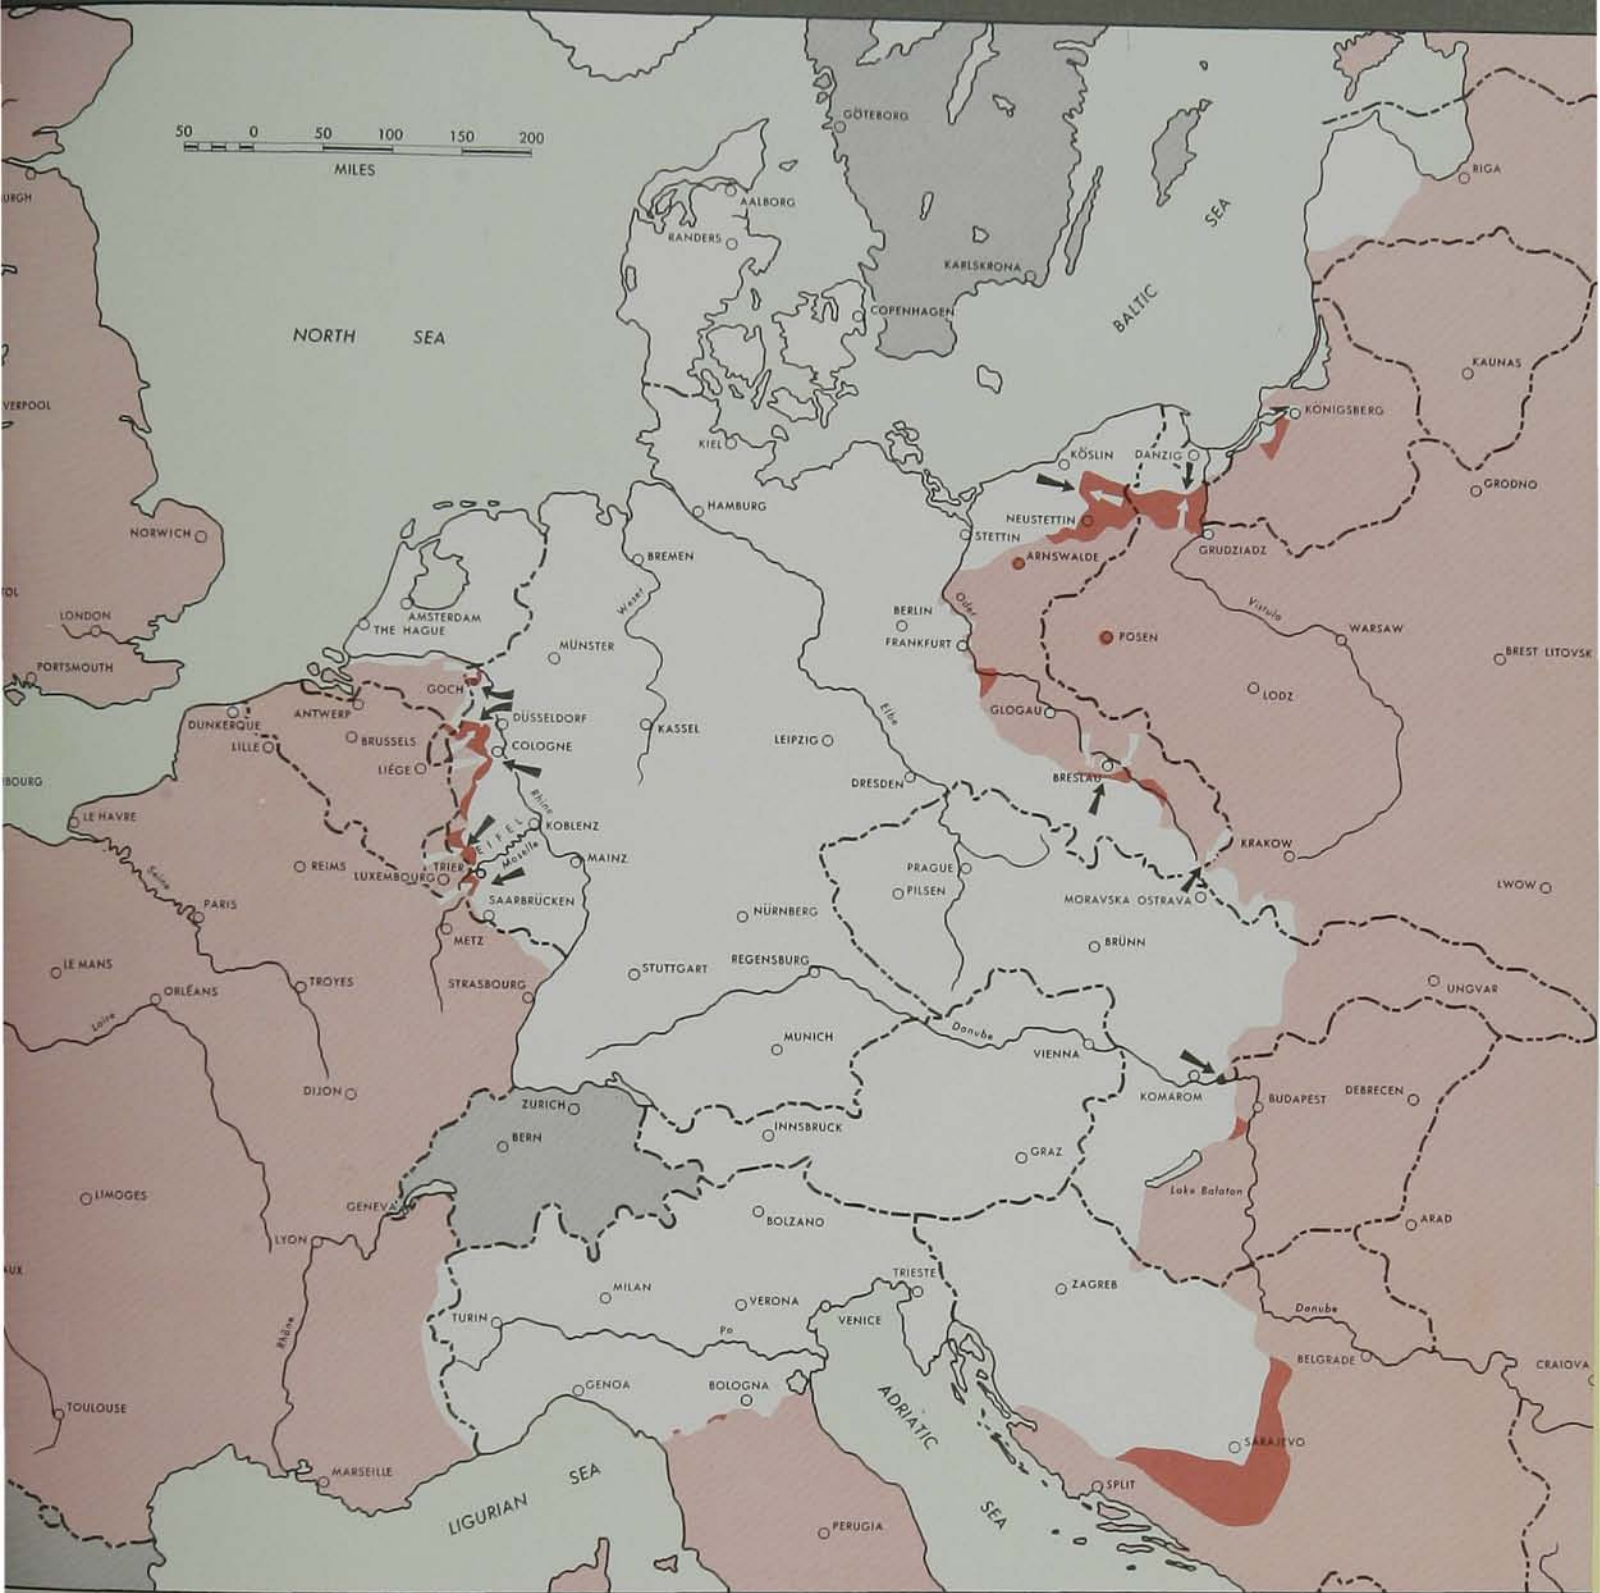 GÖTEBORG
50 0 50 100 150 200
MILES
RIGA
URGH
AALBORG
SEA
RANDERS
KARLSKRONA
COPENHAGEN
BALTIC
NORTH SEA
KAUNAS
VERPOOL
KÖNIGSBERG
KIEL
KÖSLIN
DANZIG
GRODNO
HAMBURG
NEUSTETTIN
NORWICH
STETTIN
GRUDZIADZ
BREMEN
ARNSWALDE
TOL
Weser
Oder
Vistula
LONDON
AMSTERDAM
BERLIN
THE HAGUE
WARSAW
POSEN
MÜNSTER
FRANKFURT
BREST LITOVSK
PORTSMOUTH
GOCH
LODZ
ANTWERP
GLOGAU
DUNKERQUE
DÜSSELDORF
Elbe
KASSEL
LILLE
BRUSSELS
COLOGNE
LEIPZIG
LIÉGE
BRESLAU
BOURG
DRESDEN
Rhine
LE HAVRE
EIFEL
KOBLENZ
KRAKOW
Moselle
MAINZ
REIMS
TRIER
PRAGUE
Seine
LUXEMBOURG
LWOW
PILSEN
MORAVSKA OSTRAVA
PARIS
SAARBRÜCKEN
NÜRNBERG
METZ
BRÜNN
REGENSBURG
LE MANS
STUTTGART
TROYES
STRASBOURG
UNGVAR
ORLÉANS
Loire
Danube
MUNICH
VIENNA
DIJON
DEBRECEN
KOMAROM
BUDAPEST
ZURICH
BERN
INNSBRUCK
GRAZ
Lake Balaton
LIMOGES
GENEVA
BOLZANO
ARAD
LYON
AUX
TRIESTE
ZAGREB
MILAN
VERONA
Danube
TURIN
VENICE
Po
Rhône
BELGRADE
CRAIOVA
GENOA
BOLOGNA
TOULOUSE
ADRIATIC
SARAJEVO
MARSEILLE
SEA
SPLIT
LIGURIAN
SEA
PERUGIA